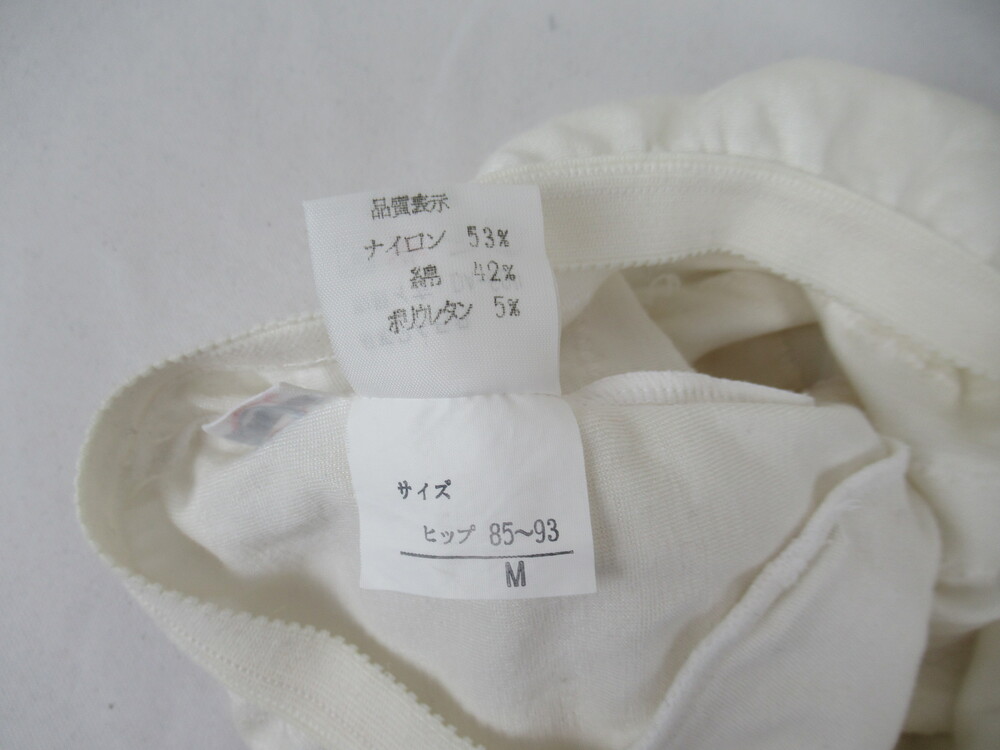 品質表示
ナイロン 53%
綿 42%
ポリウレタン 5%
サイズ
ヒップ 85~93
M